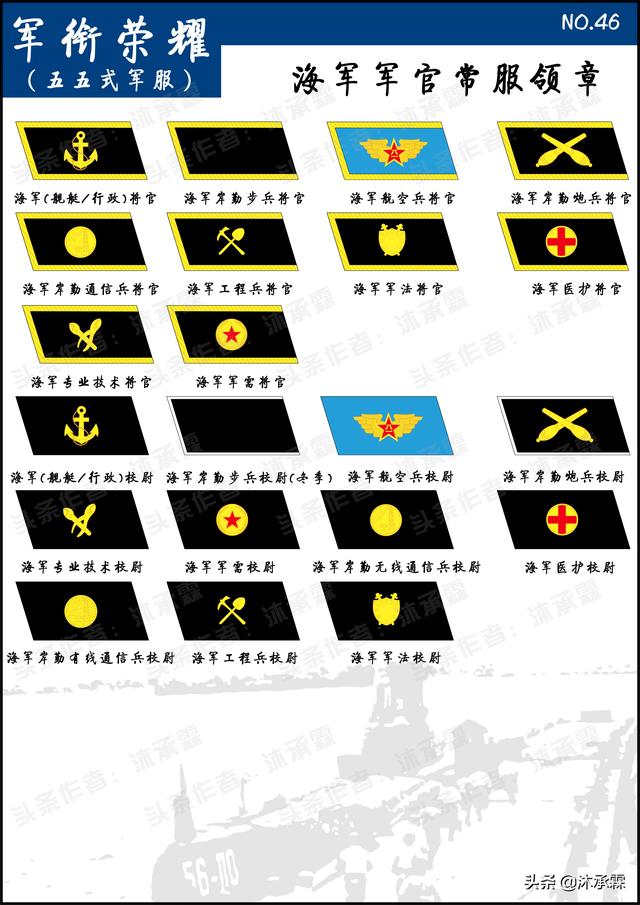 军衔荣耀
（五五式军服）
NO.46
海军军官常服领章
海军(舰艇/行政)将官
海军岸勤步兵将官
海军航空兵将官
海军岸勤炮兵将官
海军岸勤通信兵将官
海军工程兵将官
海军军法将官
海军医护将官
海军专业技术将官
海军军需将官
海军(舰艇/行政)校尉
海军岸勤步兵校尉(冬季)
海军航空兵校尉
海军岸勤炮兵校尉
海军专业技术校尉
海军军需校尉
海军岸勤无线通信兵校尉
海军医护校尉
海军岸勤有线通信兵校尉
海军工程兵校尉
海军军法校尉
56-110
头条 @沐承霖
头条作者：沐承霖